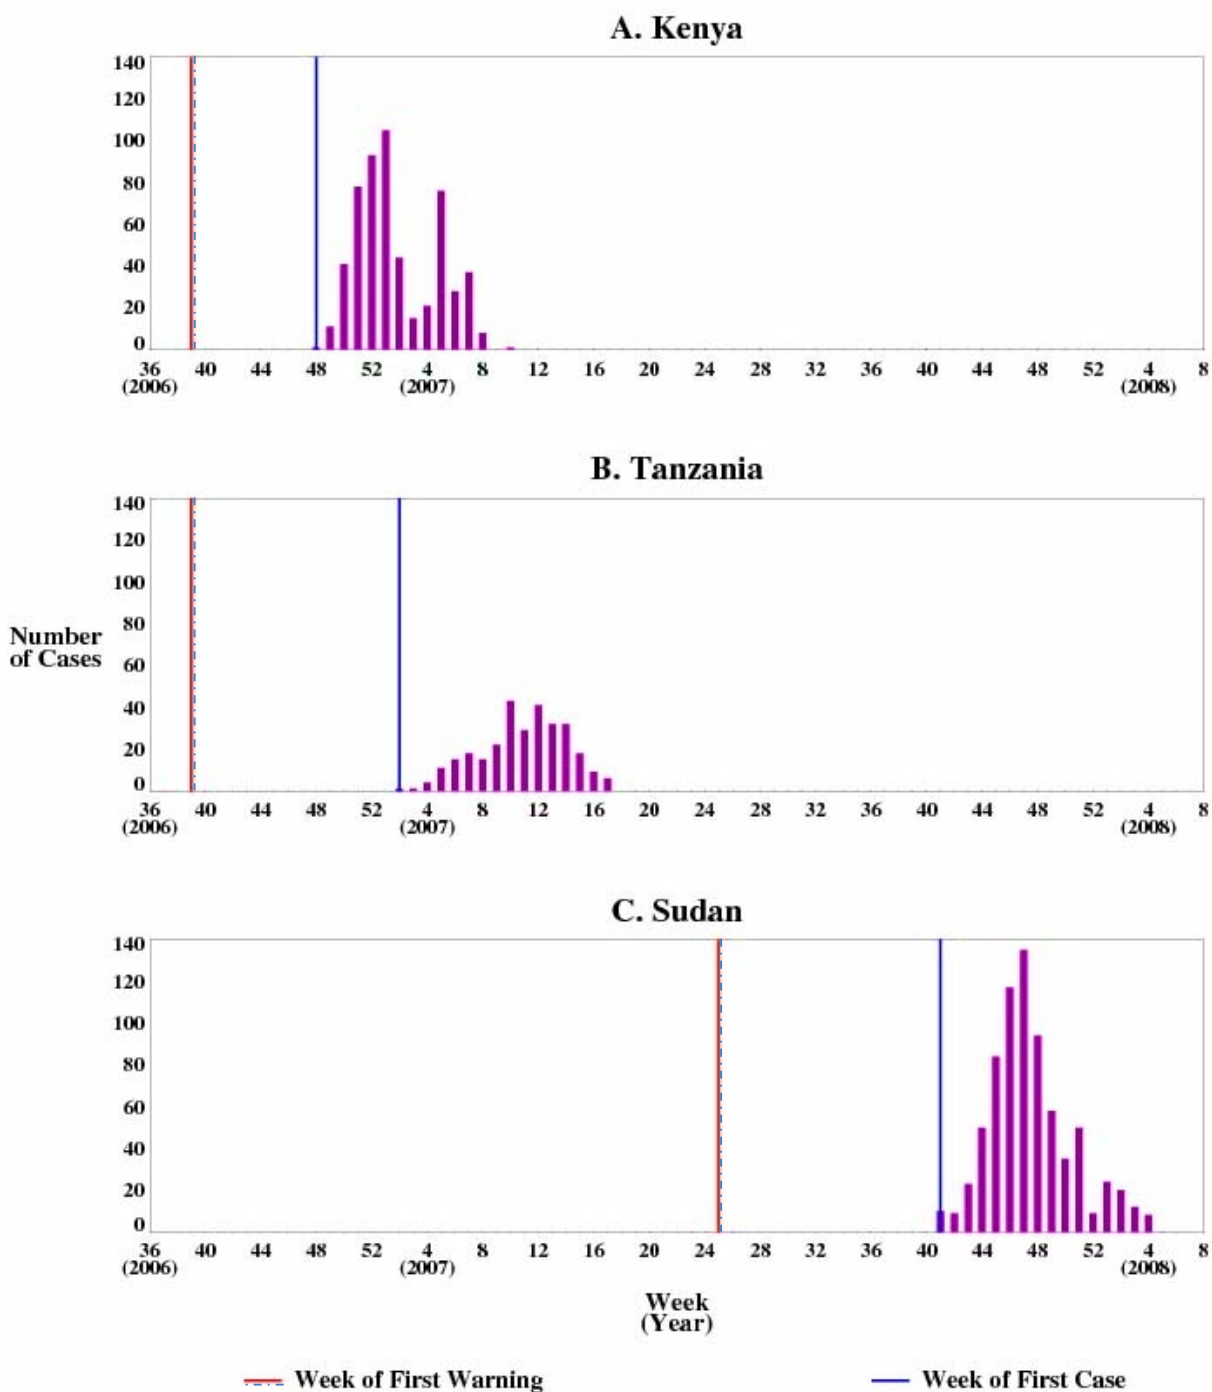 A. Kenya
140
120
100
80
60
40
20
0
36 40 44 48 52 4 8 12 16 20 24 28 32 36 40 44 48 52 4 8
(2006) (2007) (2008)
B. Tanzania
140
120
100
80
60
40
20
0
Number
of Cases
36 40 44 48 52 4 8 12 16 20 24 28 32 36 40 44 48 52 4 8
(2006) (2007) (2008)
C. Sudan
140
120
100
80
60
40
20
0
36 40 44 48 52 4 8 12 16 20 24 28 32 36 40 44 48 52 4 8
(2006) (2007) (2008)
Week
(Year)
Week of First Warning Week of First Case